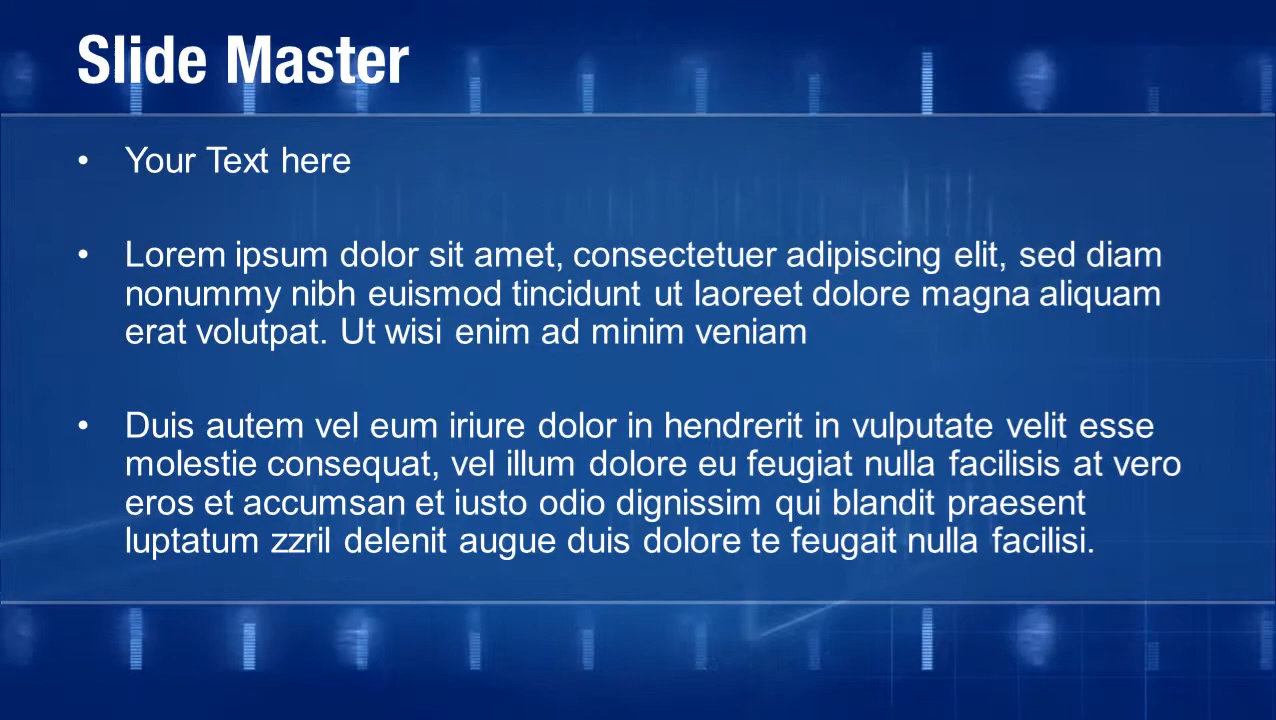 Slide Master
• Your Text here
• Lorem ipsum dolor sit amet, consectetuer adipiscing elit, sed diam
nonummy nibh euismod tincidunt ut laoreet dolore magna aliquam
erat volutpat. Ut wisi enim ad minim veniam
• Duis autem vel eum iriure dolor in hendrerit in vulputate velit esse
molestie consequat, vel illum dolore eu feugiat nulla facilisis at vero
eros et accumsan et iusto odio dignissim qui blandit praesent
luptatum zzril delenit augue duis dolore te feugait nulla facilisi.